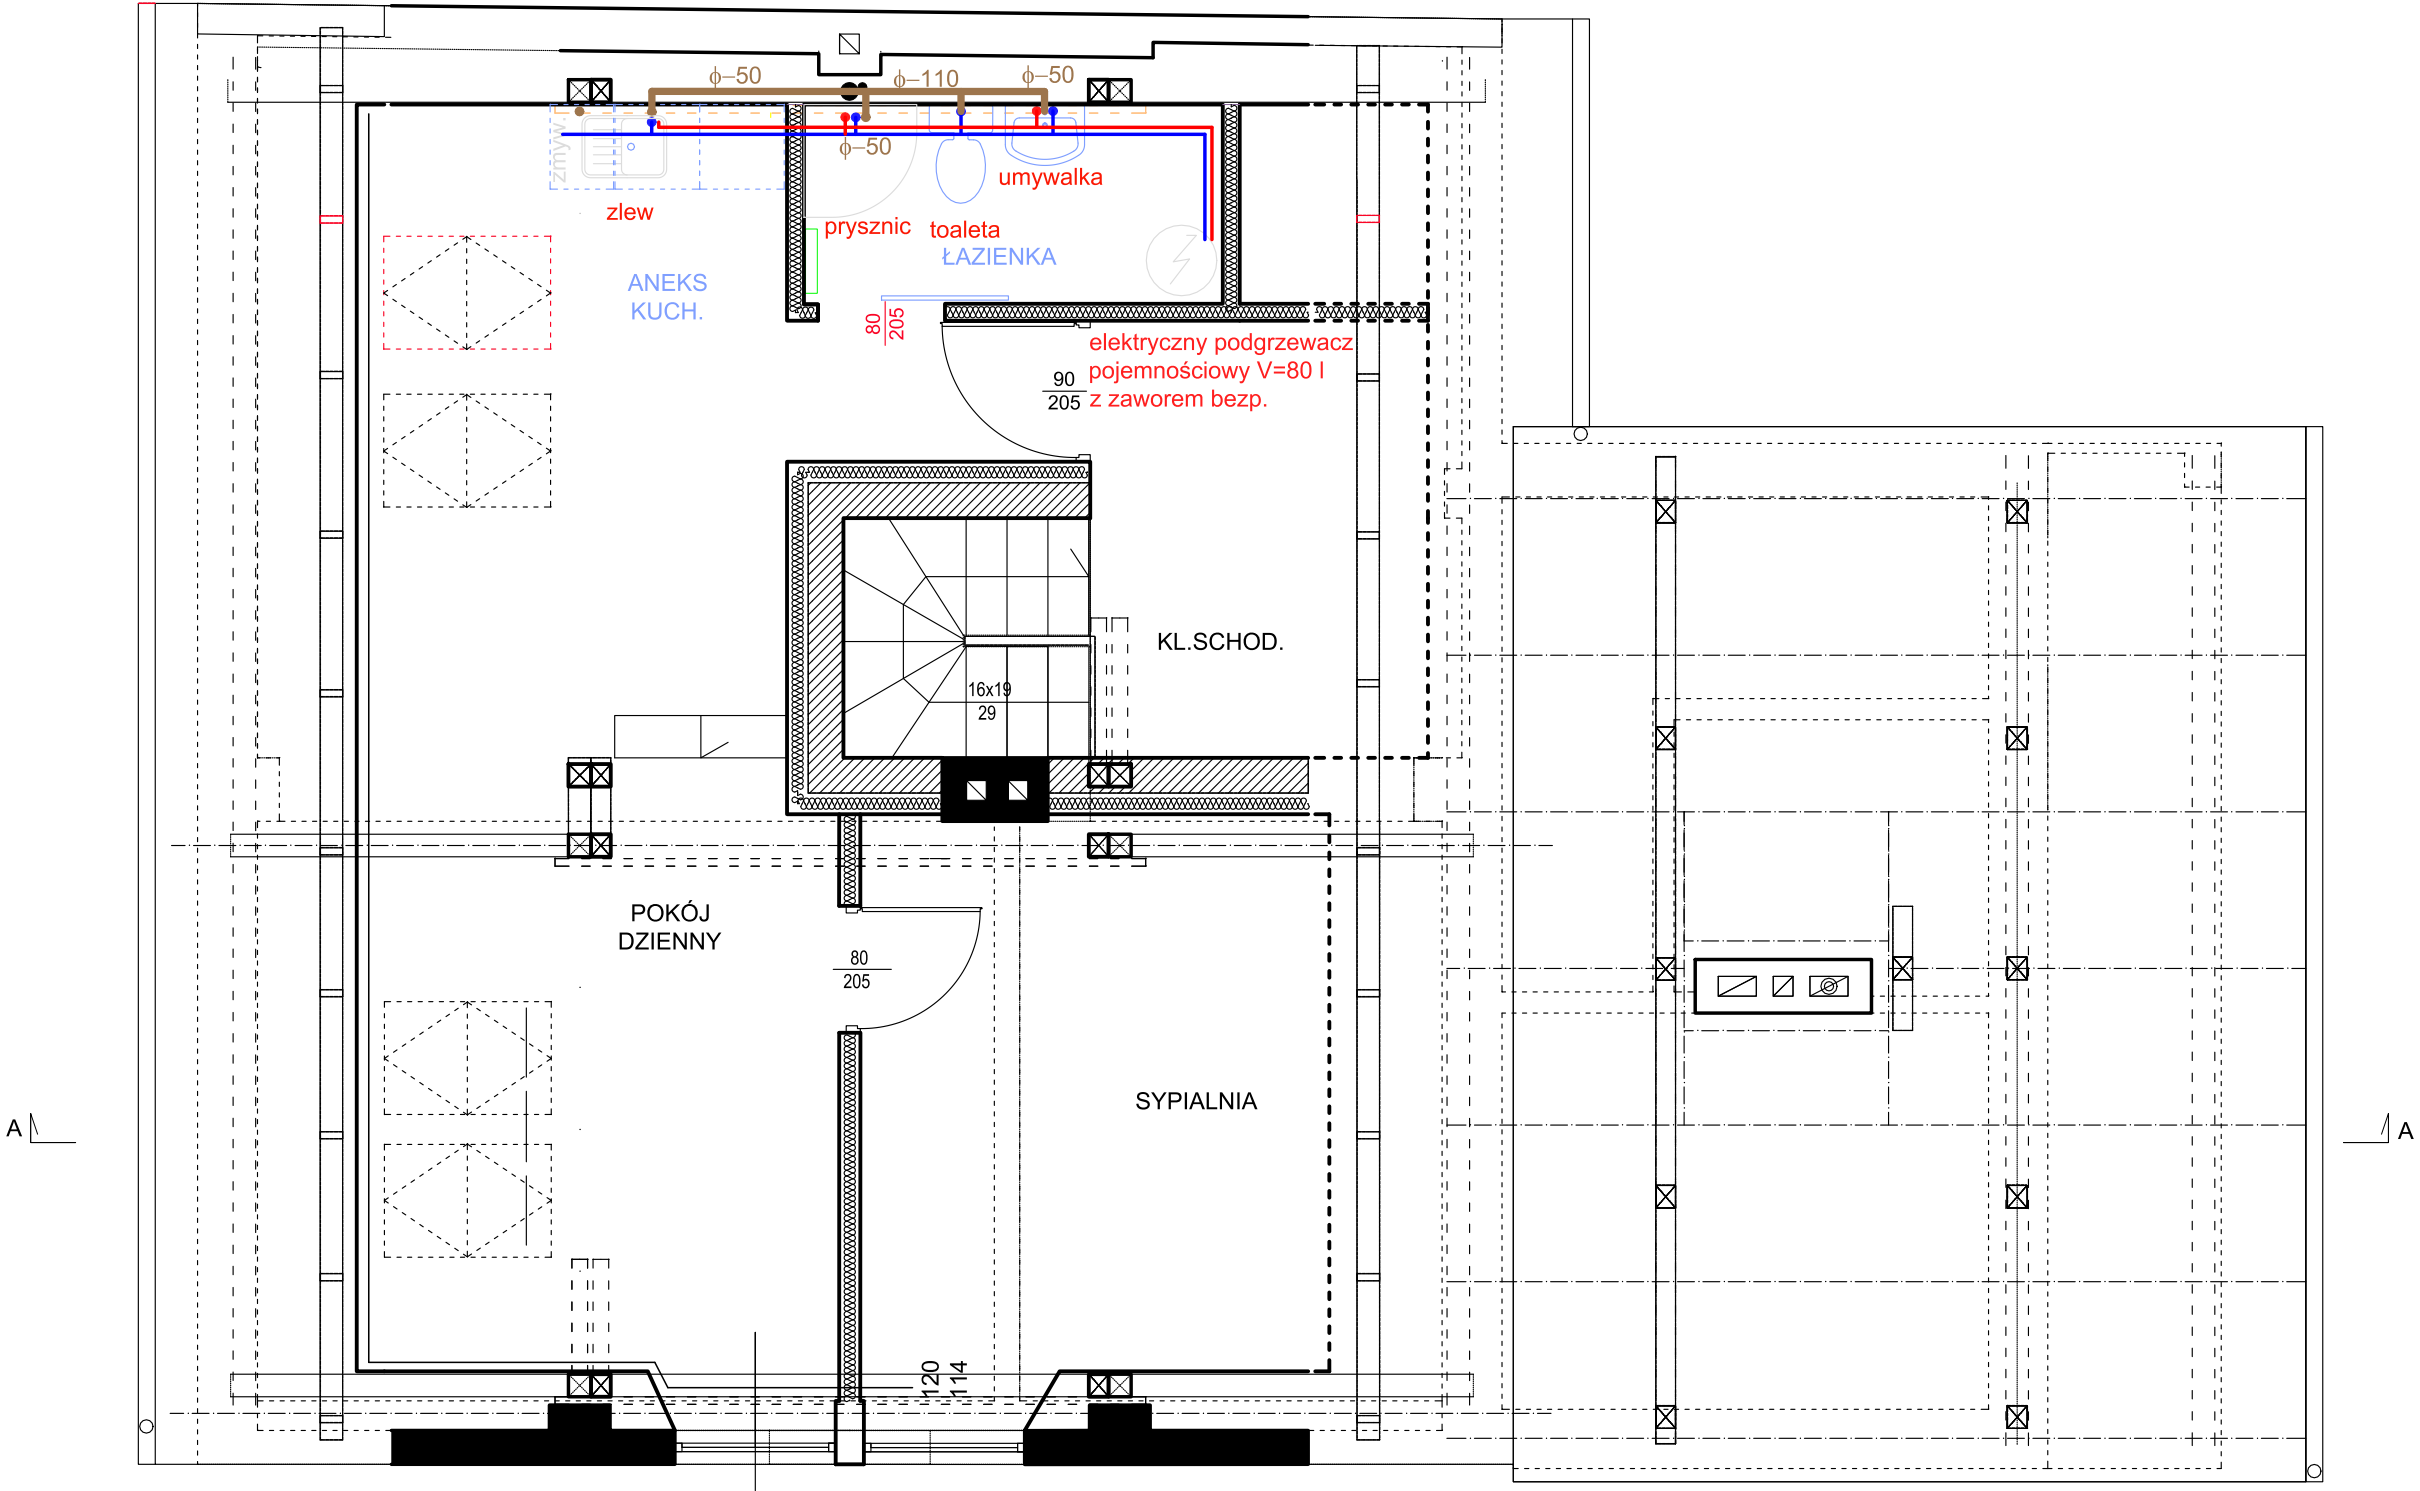 ϕ–50
ϕ–110
ϕ–50
zmyw.
ϕ–50
umywalka
zlew
prysznic
toaleta
ŁAZIENKA
ANEKS
KUCH.
80
205
elektryczny podgrzewacz
pojemnościowy V=80 l
z zaworem bezp.
90
205
KL.SCHOD.
16x19
29
POKÓJ
DZIENNY
80
205
SYPIALNIA
A
A
120
114